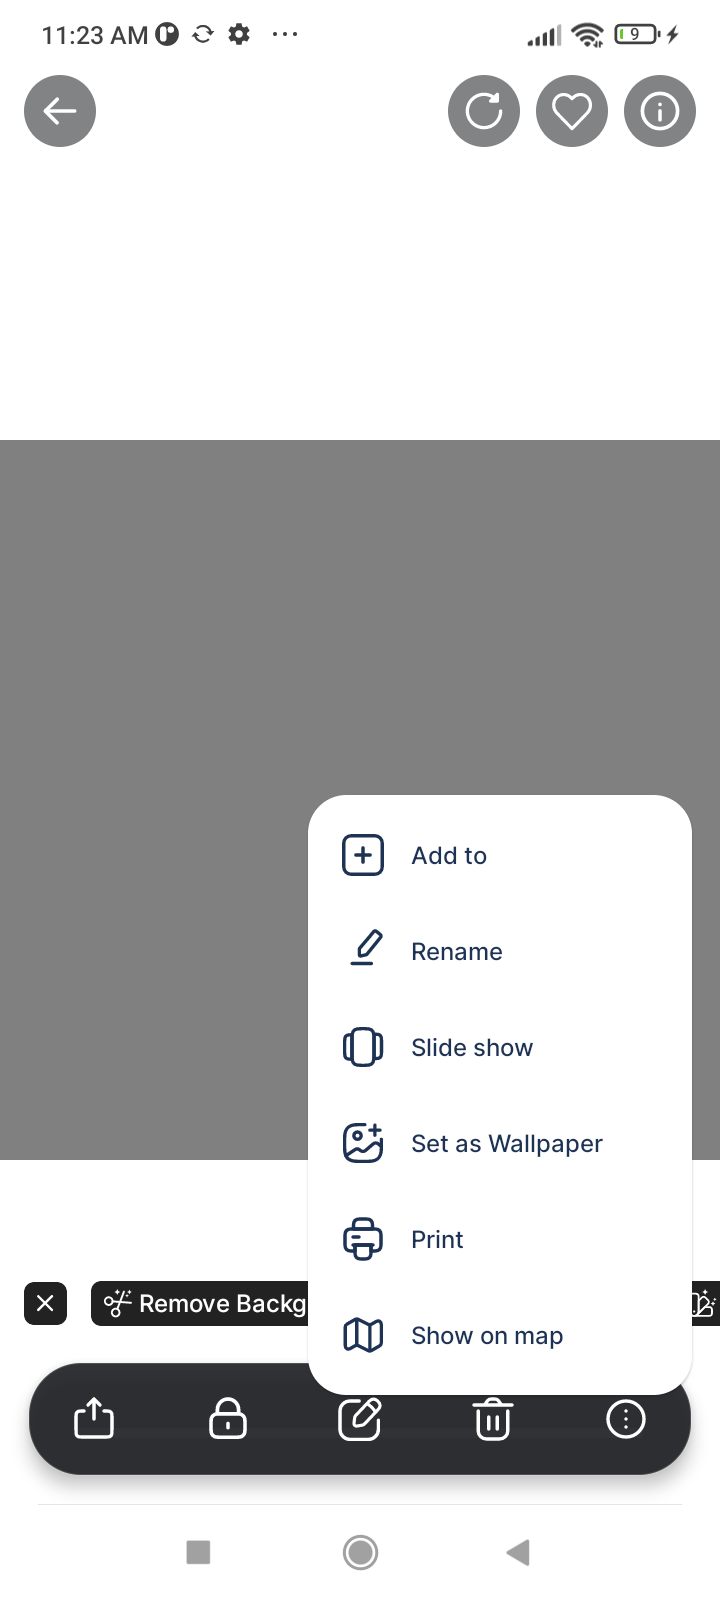 11:23 AM
9
Add to
Rename
Slide show
Set as Wallpaper
Print
Remove Backg
Show on map